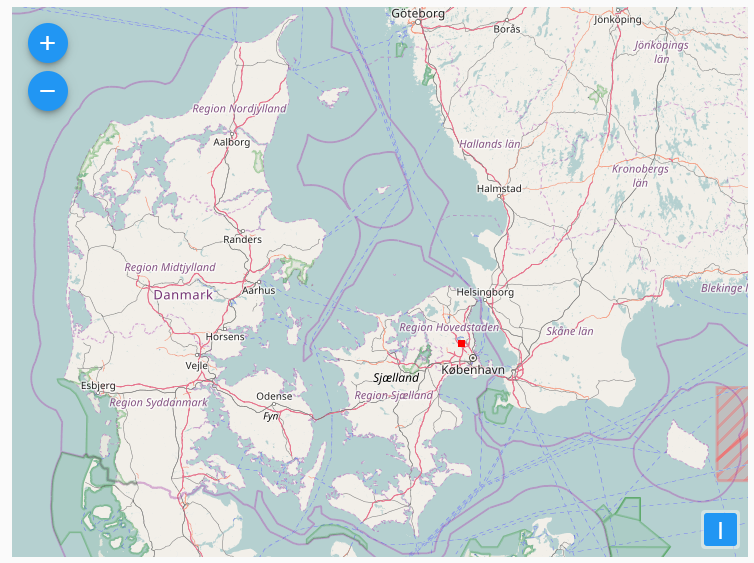 Göteborg
Borås
Jönköping
Jönköpings
län
+
−
Region Nordjylland
Aalborg
Hallands län
Kronobergs
län
Halmstad
Randers
Region Midtjylland
Danmark
Aarhus
Helsingborg
Blekinge l
Region Hovedstaden
Skåne län
Horsens
Vejle
København
Sjælland
Esbjerg
Region Syddanmark
Odense
Region Sjælland
Fyn